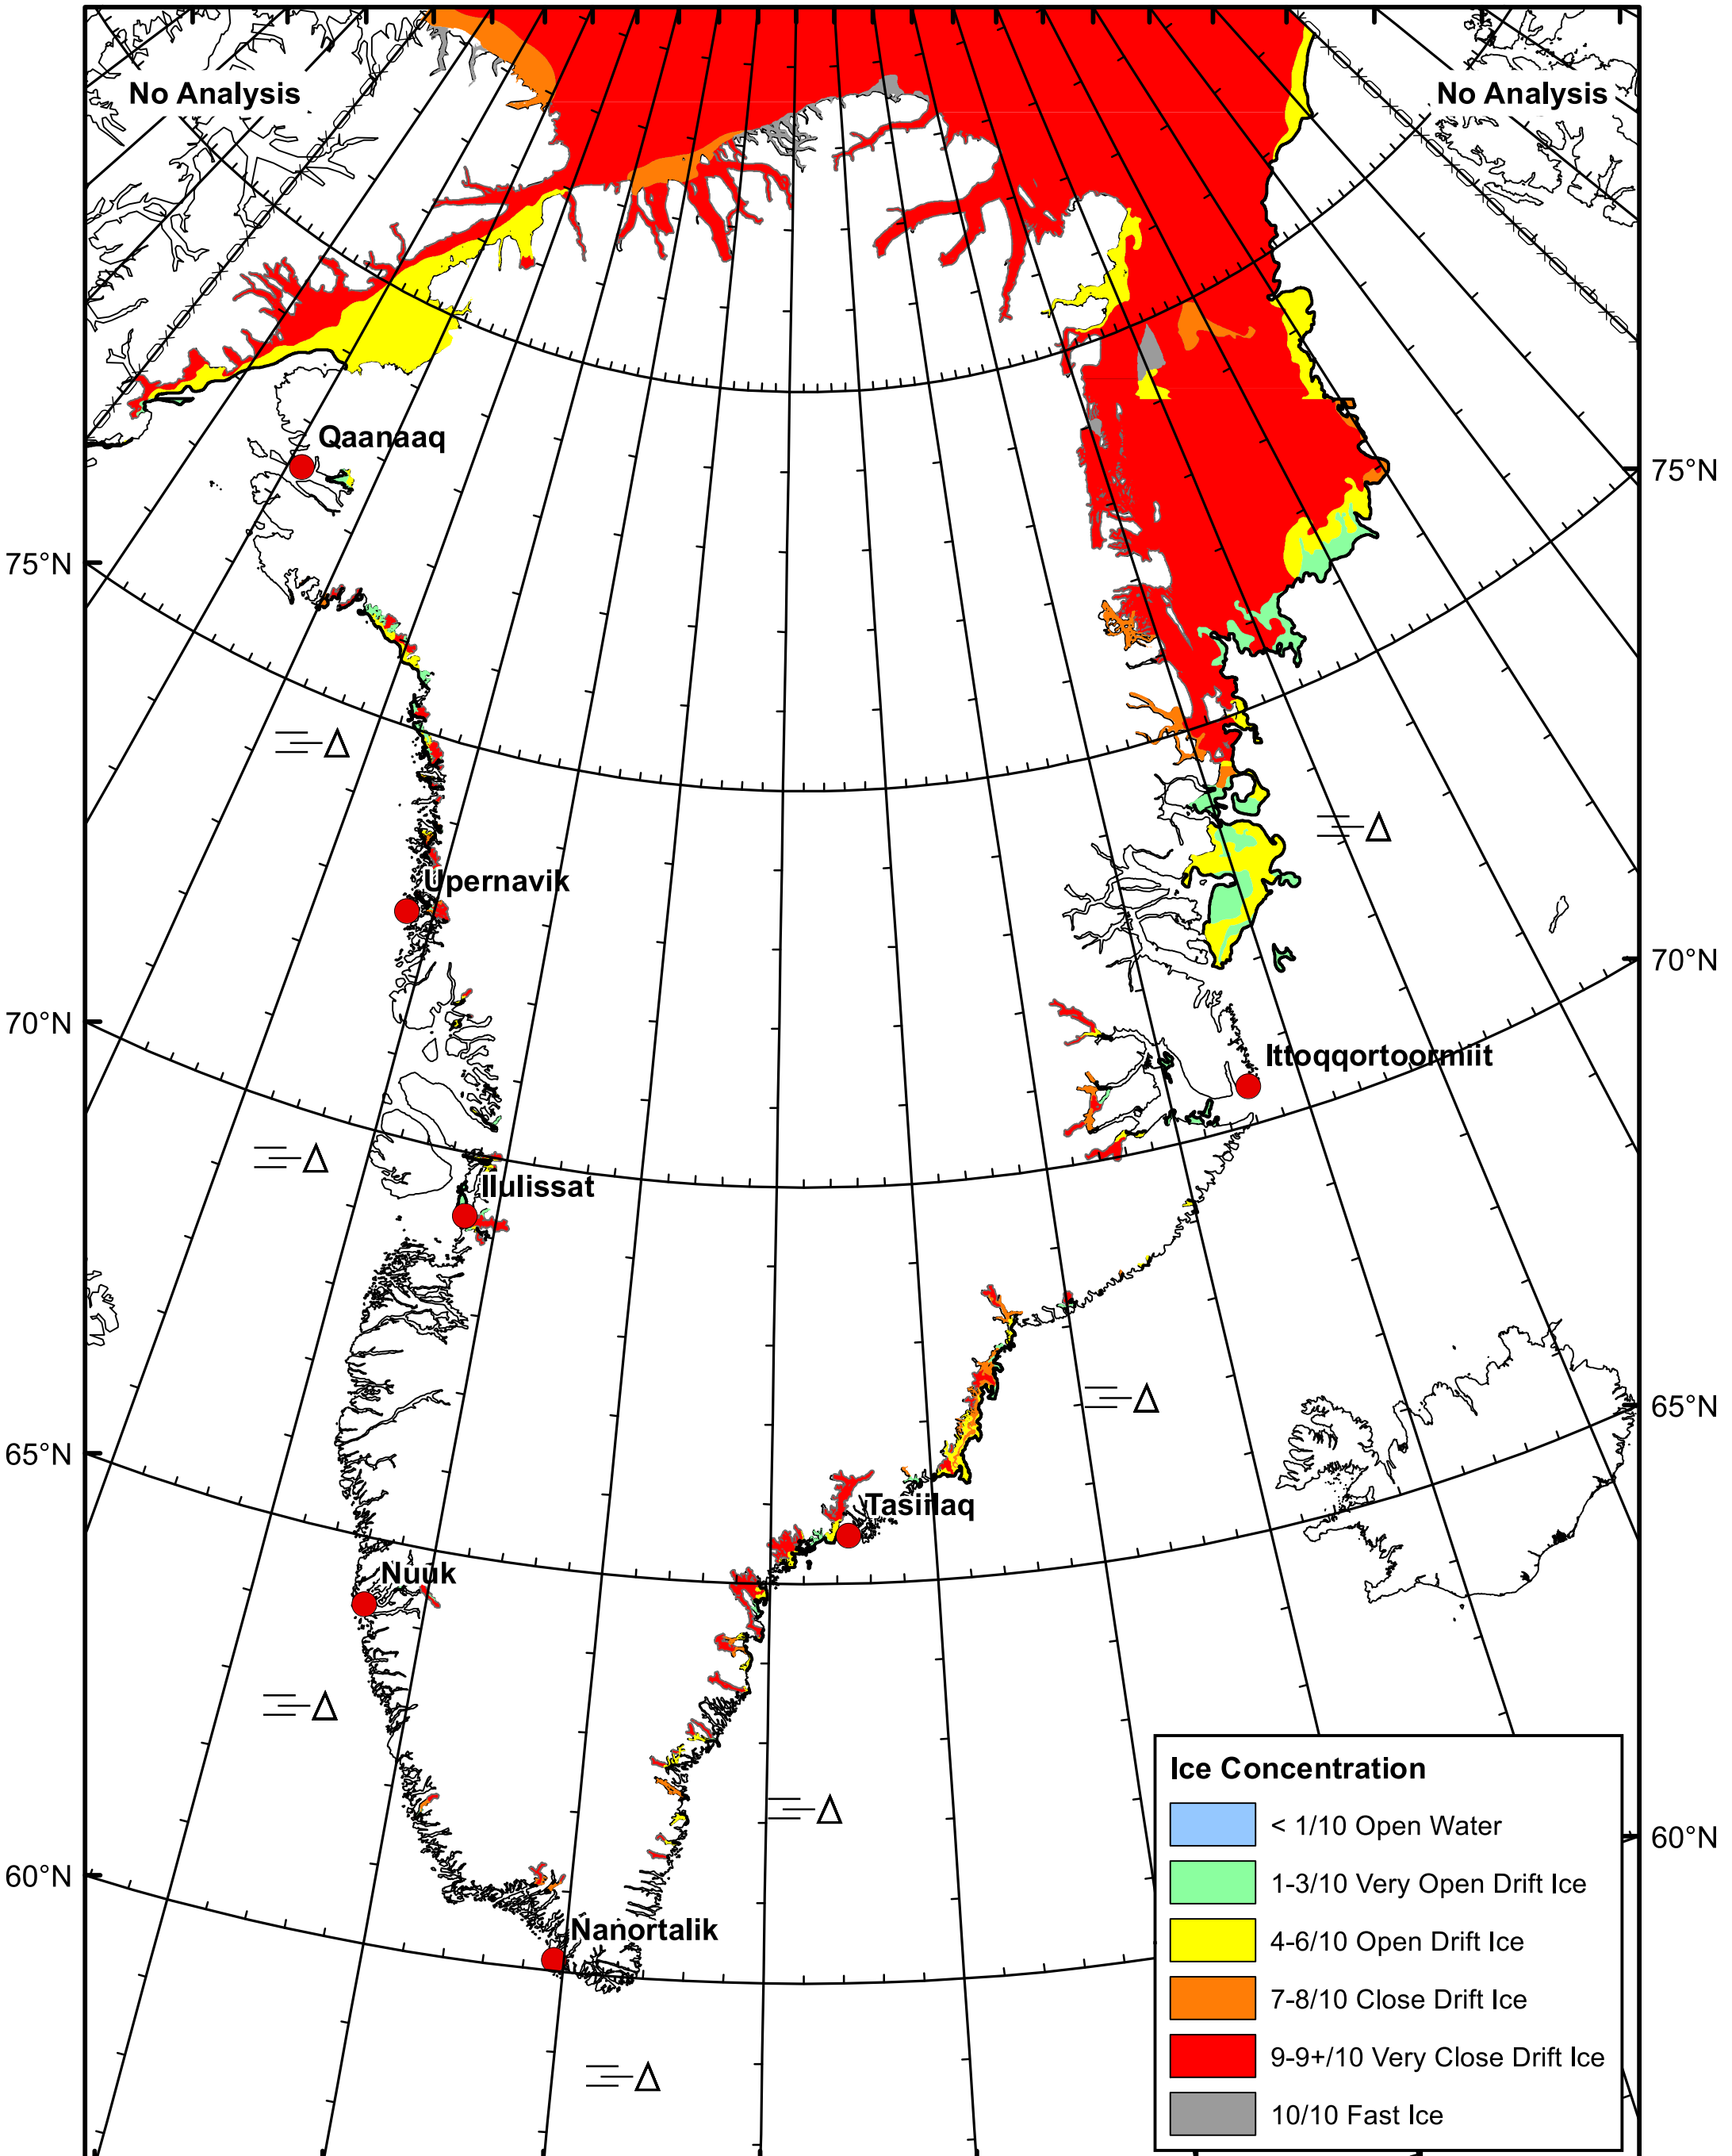 No Analysis
No Analysis
Qaanaaq
75°N
75°N
Upernavik
70°N
70°N
Ittoqqortoormiit
Ilulissat
65°N
65°N
Tasiilaq
Nuuk
60°N
60°N
Nanortalik
Ice Concentration
< 1/10 Open Water
1-3/10 Very Open Drift Ice
4-6/10 Open Drift Ice
7-8/10 Close Drift Ice
9-9+/10 Very Close Drift Ice
10/10 Fast Ice